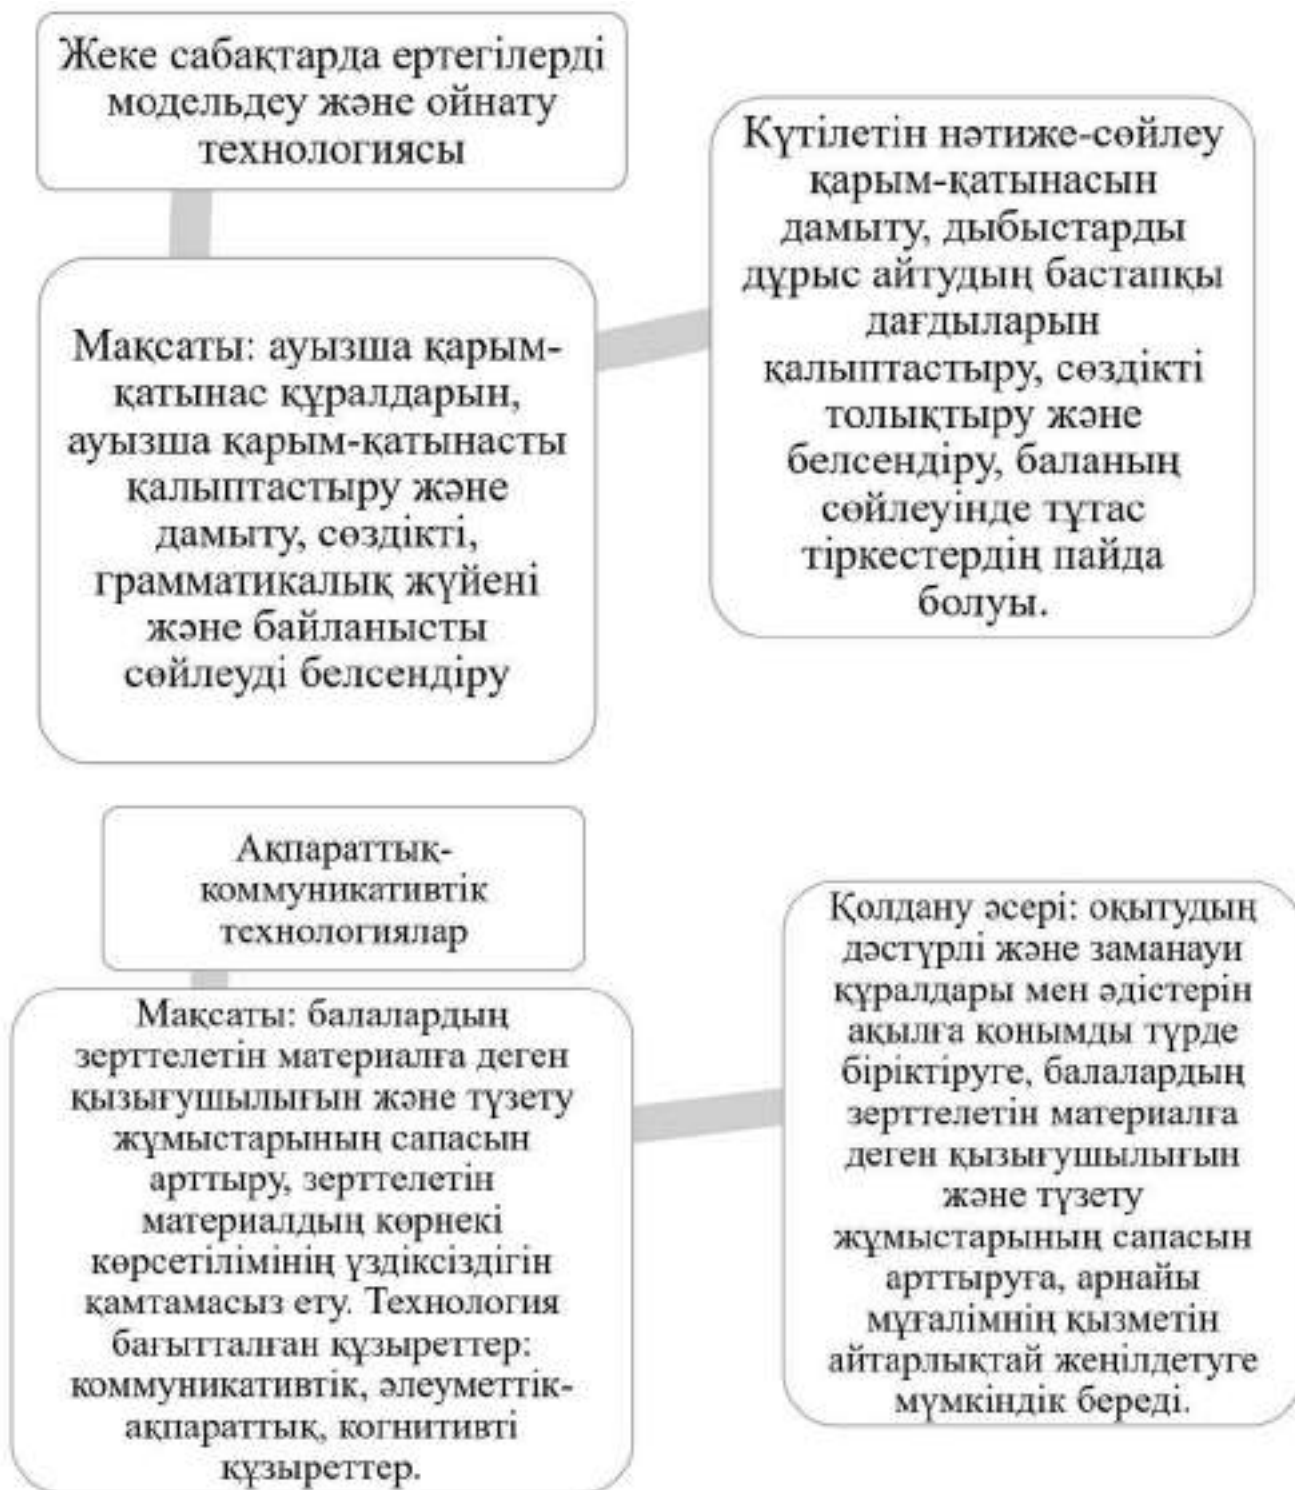 Жеке сабақтарда ертегілерді
модельдеу және ойнату
технологиясы
Мақсаты: ауызша қарым-
қатынас құралдарын,
ауызша қарым-қатынасты
қалыптастыру және
дамыту, сөздікті,
грамматикалық жүйені
және байланысты
сөйлеуді белсендіру
Күтілетін нәтиже-сөйлеу
қарым-қатынасын
дамыту, дыбыстарды
дұрыс айтудың бастапқы
дағдыларын
қалыптастыру, сөздікті
толықтыру және
белсендіру, баланың
сөйлеуінде тұтас
тіркестердің пайда
болуы.
Ақпараттық-
коммуникативтік
технологиялар
Мақсаты: балалардың
зерттелетін материалға деген
қызығушылығын және түзету
жұмыстарының сапасын
арттыру, зерттелетін
материалдың көрнекі
көрсетілімінің үздіксіздігін
қамтамасыз ету. Технология
бағытталған құзыреттер:
коммуникативтік, әлеуметтік-
ақпараттық, когнитивті
құзыреттер.
Қолдану әсері: оқытудың
дәстүрлі және заманауи
құралдары мен әдістерін
ақылға қонымды түрде
біріктіруге, балалардың
зерттелетін материалға
деген қызығушылығын
және түзету
жұмыстарының сапасын
арттыруға, арнайы
мұғалімнің қызметін
айтарлықтай жеңілдетуге
мүмкіндік береді.